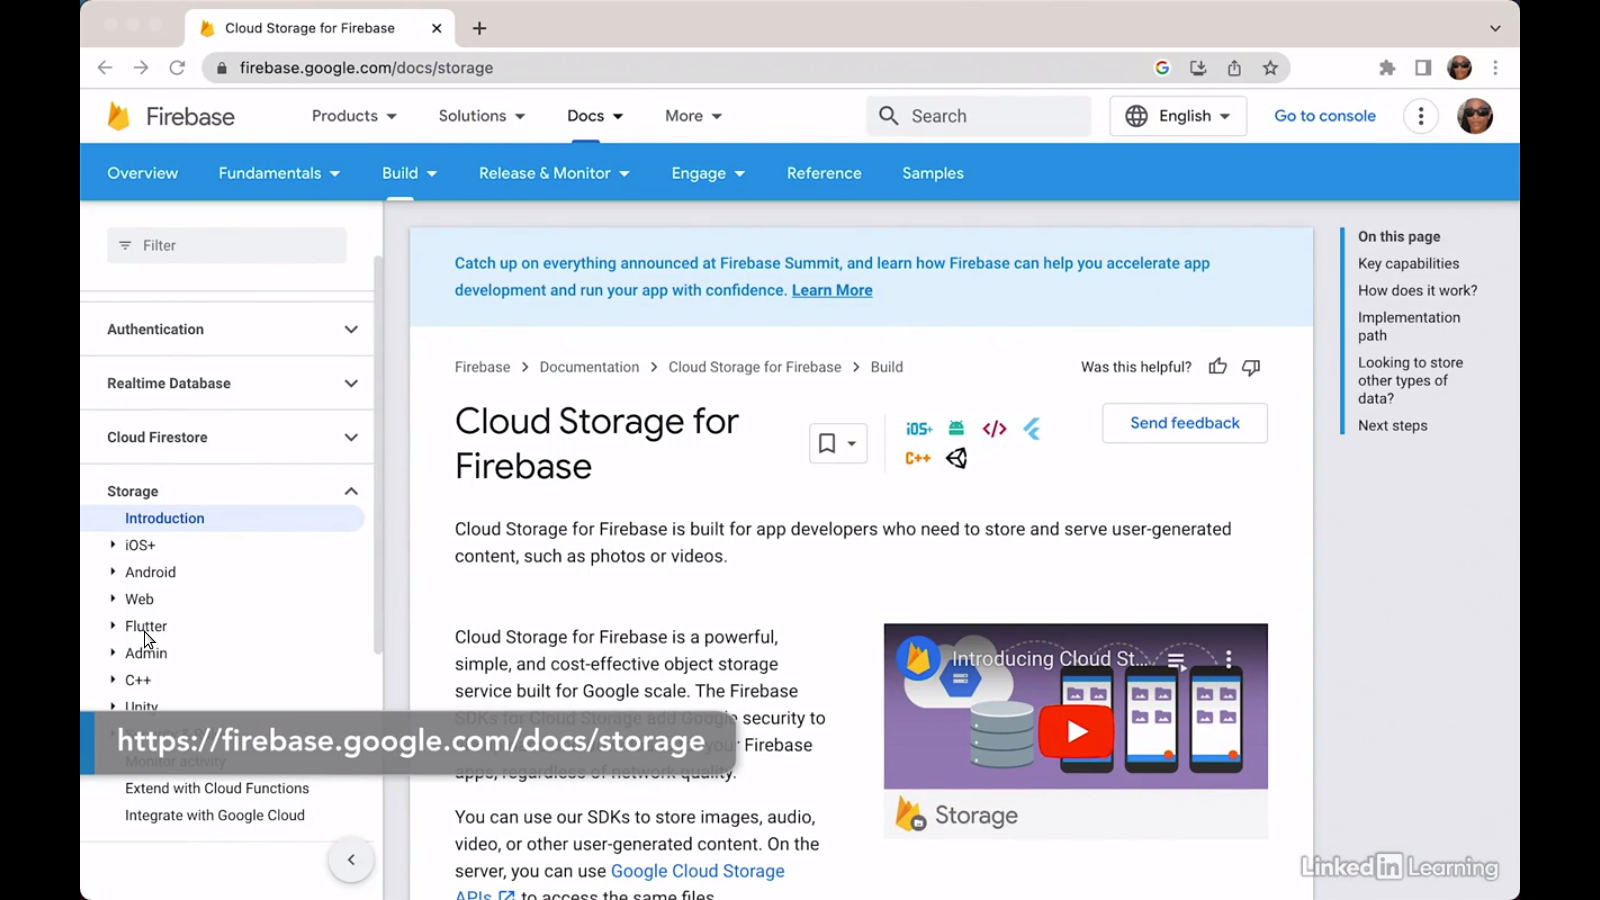 Cloud Storage for Firebase
firebase.google.com/docs/storage
Firebase
Products
Solutions
Docs
More
Search
English
Go to console
Overview
Fundamentals
Build
Release & Monitor
Engage
Reference
Samples
Filter
Authentication
Realtime Database
Cloud Firestore
Storage
Introduction
iOS+
Android
Web
Flutter
Admin
C++
Unity
Monitor activity
Extend with Cloud Functions
Integrate with Google Cloud
https://firebase.google.com/docs/storage
Catch up on everything announced at Firebase Summit, and learn how Firebase can help you accelerate app
development and run your app with confidence. Learn More
Firebase > Documentation > Cloud Storage for Firebase > Build
Was this helpful?
Cloud Storage for
Firebase
iOS+
C++
Send feedback
Cloud Storage for Firebase is built for app developers who need to store and serve user-generated
content, such as photos or videos.
Cloud Storage for Firebase is a powerful,
simple, and cost-effective object storage
service built for Google scale. The Firebase
SDKs for Cloud Storage add Google security to
your Firebase
apps, regardless of network quality.
You can use our SDKs to store images, audio,
video, or other user-generated content. On the
server, you can use Google Cloud Storage
APIs to access the same files.
Introducing Cloud St...
Storage
On this page
Key capabilities
How does it work?
Implementation
path
Looking to store
other types of
data?
Next steps
LinkedIn Learning